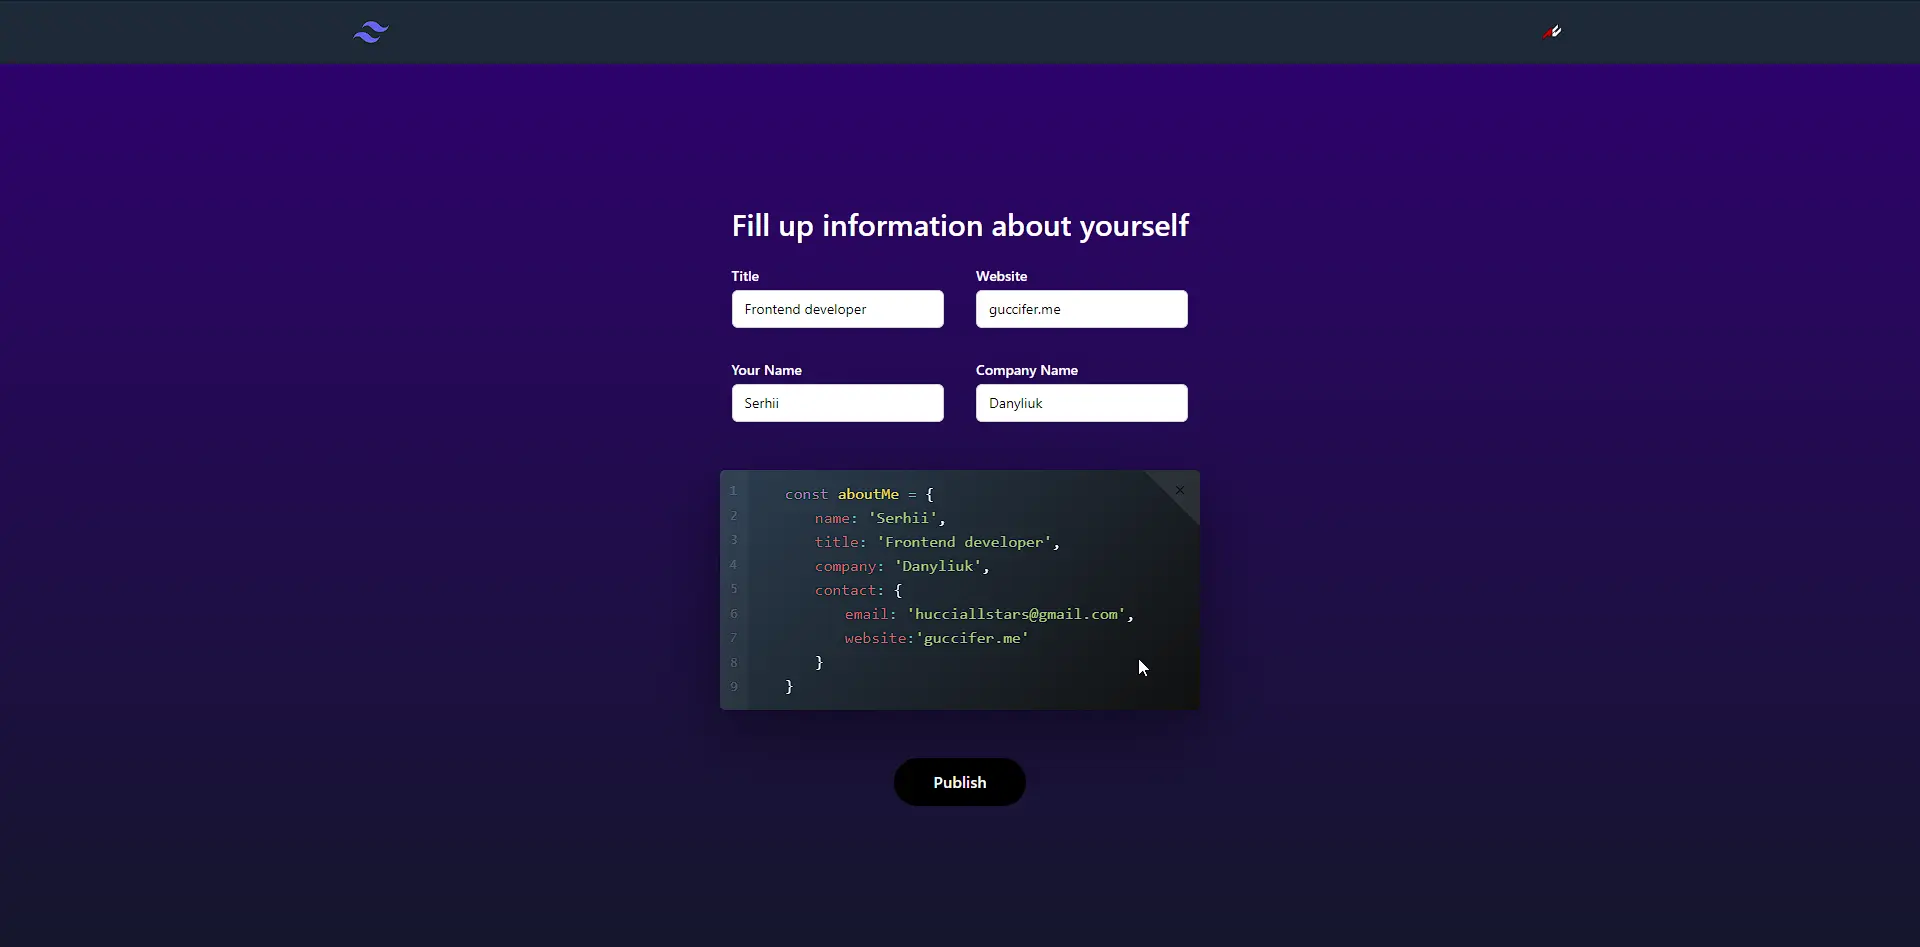 Fill up information about yourself
Title
Website
Frontend developer
guccifer.me
Your Name
Company Name
Serhii
Danyliuk
1 const aboutMe = {
2 name: 'Serhii',
3 title: 'Frontend developer',
4 company: 'Danyliuk',
5 contact: {
6 email: 'hucciallstars@gmail.com',
7 website:'guccifer.me'
8 }
9 }
Publish